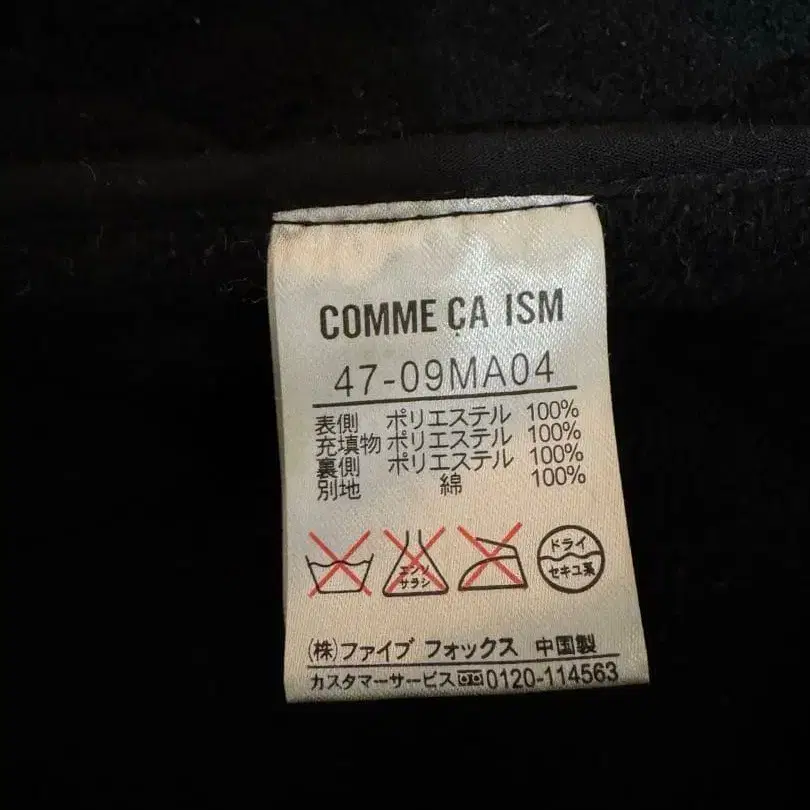 COMME ÇA ISM
47-09MA04
表側 ポリエステル 100%
充填物 ポリエステル 100%
裏側 ポリエステル 100%
別地 綿 100%
エンソ
サラシ
ドライ
セキユ系
(株)ファイブ フォックス 中国製
カスタマーサービス 0120-114563